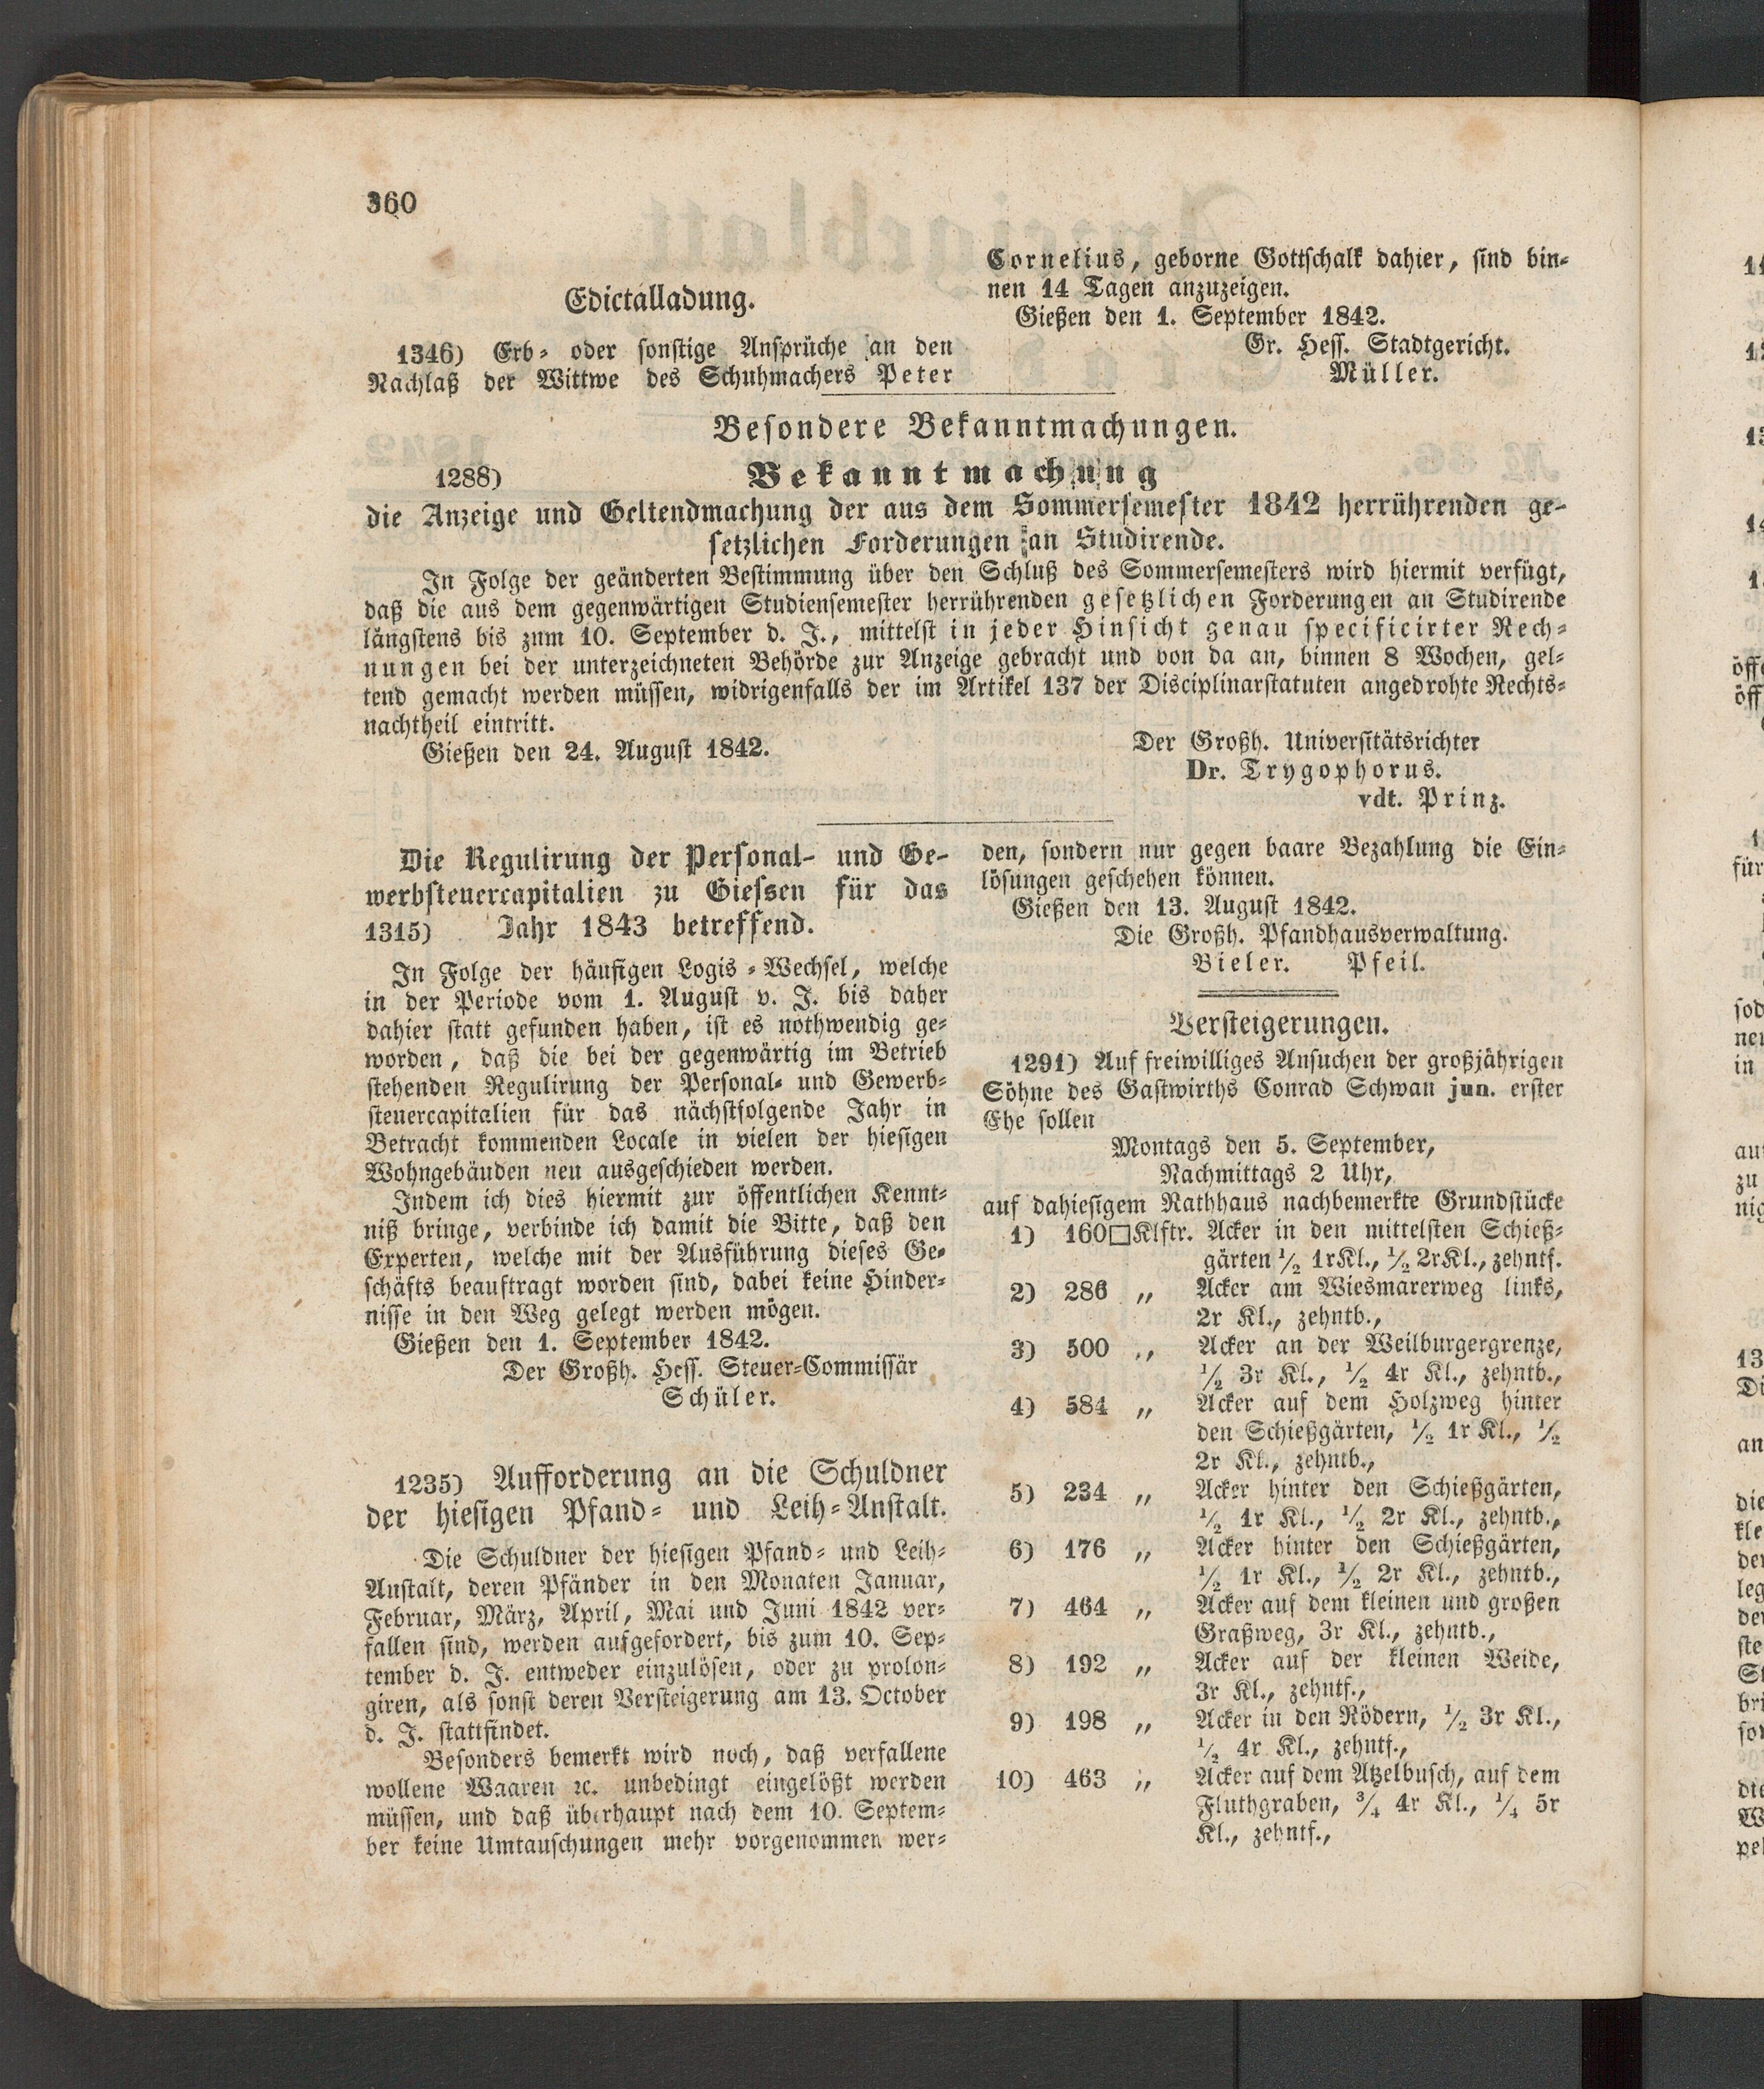 360
Edictalladung.
1346) Erb- oder sonstige Ansprüche an den
Nachlaß der Wittwe des Schuhmachers Peter
Cornelius, geborne Gottschalk dahier, sind bin-
nen 14 Tagen anzuzeigen.
Gießen den 1. September 1842.
Gr. Hess. Stadtgericht.
Müller.
Besondere Bekanntmachungen.
1288) Bekanntmachung
die Anzeige und Geltendmachung der aus dem Sommersemester 1842 herrührenden ge-
setzlichen Forderungen an Studirende.
In Folge der geänderten Bestimmung über den Schluß des Sommersemesters wird hiermit verfügt,
daß die aus dem gegenwärtigen Studiensemester herrührenden gesetzlichen Forderungen an Studirende
längstens bis zum 10. September d. J., mittelst in jeder Hinsicht genau specificirter Rech-
nungen bei der unterzeichneten Behörde zur Anzeige gebracht und von da an, binnen 8 Wochen, gel-
tend gemacht werden müssen, widrigenfalls der im Artikel 137 der Disciplinarstatuten angedrohte Rechts-
nachtheil eintritt.
Gießen den 24. August 1842.
Der Großh. Universitätsrichter
Dr. Trygophorus.
vdt. Prinz.
Die Regulirung der Personal- und Ge-
werbsteuercapitalien zu Giessen für das
1315) Jahr 1843 betreffend.
In Folge der häufigen Logis-Wechsel, welche
in der Periode vom 1. August v. J. bis daher
dahier statt gefunden haben, ist es nothwendig ge-
worden, daß die bei der gegenwärtig im Betrieb
stehenden Regulirung der Personal- und Gewerb-
steuercapitalien für das nächstfolgende Jahr in
Betracht kommenden Locale in vielen der hiesigen
Wohngebäuden neu ausgeschieden werden.
Indem ich dies hiermit zur öffentlichen Kennt-
niß bringe, verbinde ich damit die Bitte, daß den
Experten, welche mit der Ausführung dieses Ge-
schäfts beauftragt worden sind, dabei keine Hinder-
nisse in den Weg gelegt werden mögen.
Gießen den 1. September 1842.
Der Großh. Hess. Steuer-Commissär
Schüler.
1235) Aufforderung an die Schuldner
der hiesigen Pfand- und Leih-Anstalt.
Die Schuldner der hiesigen Pfand- und Leih-
Anstalt, deren Pfänder in den Monaten Januar,
Februar, März, April, Mai und Juni 1842 ver-
fallen sind, werden aufgefordert, bis zum 10. Sep-
tember d. J. entweder einzulösen, oder zu prolon-
giren, als sonst deren Versteigerung am 13. October
d. J. stattfindet.
Besonders bemerkt wird noch, daß verfallene
wollene Waaren ꝛc. unbedingt eingelößt werden
müssen, und daß überhaupt nach dem 10. Septem-
ber keine Umtauschungen mehr vorgenommen wer-
den, sondern nur gegen baare Bezahlung die Ein-
lösungen geschehen können.
Gießen den 13. August 1842.
Die Großh. Pfandhausverwaltung.
Bieler. Pfeil.
Versteigerungen.
1291) Auf freiwilliges Ansuchen der großjährigen
Söhne des Gastwirths Conrad Schwan jun. erster
Ehe sollen
Montags den 5. September,
Nachmittags 2 Uhr,
auf dahiesigem Rathhaus nachbemerkte Grundstücke
1) 160□Klftr. Acker in den mittelsten Schieß-
gärten ½ 1rKl., ½ 2rKl., zehntf.
2) 286 „ Acker am Wiesmarerweg links,
2r Kl., zehntb.,
3) 500 „ Acker an der Weilburgergrenze,
½ 3r Kl., ½ 4r Kl., zehntb.,
4) 584 „ Acker auf dem Holzweg hinter
den Schießgärten, ½ 1r Kl., ½
2r Kl., zehntb.,
5) 234 „ Acker hinter den Schießgärten,
½ 1r Kl., ½ 2r Kl., zehntb.,
6) 176 „ Acker hinter den Schießgärten,
½ 1r Kl., ½ 2r Kl., zehntb.,
7) 464 „ Acker auf dem kleinen und großen
Graßweg, 3r Kl., zehntb.,
8) 192 „ Acker auf der kleinen Weide,
3r Kl., zehntf.,
9) 198 „ Acker in den Rödern, ½ 3r Kl.,
½ 4r Kl., zehntf.,
10) 463 „ Acker auf dem Atzelbusch, auf dem
Fluthgraben, ¾ 4r Kl., ¼ 5r
Kl., zehntf.,